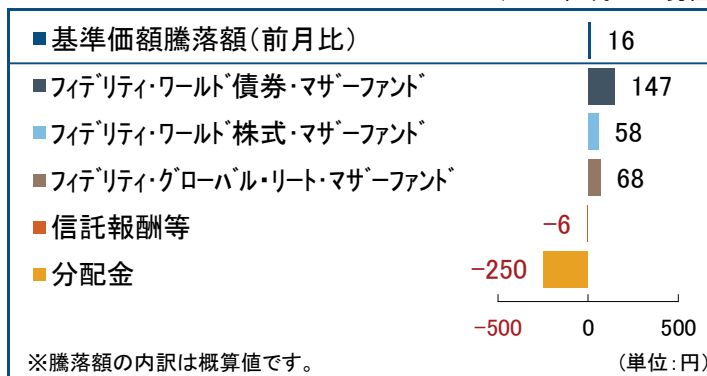 ■基準価額騰落額(前月比) 16
■フィデリティ・ワールド債券・マザーファンド 147
■フィデリティ・ワールド株式・マザーファンド 58
■フィデリティ・グローバル・リート・マザーファンド 68
■信託報酬等 -6
■分配金 -250
-500 0 500
※騰落額の内訳は概算値です。 (単位:円)